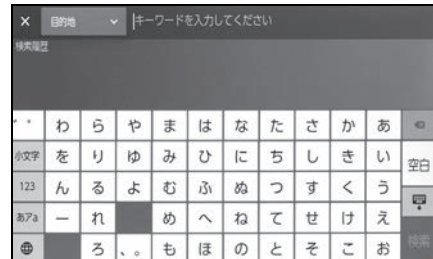 × 目的地 キーワードを入力してください
検索履歴
゛゜ わ ら や ま は な た さ か あ
小文字 を り ゆ み ひ に ち し き い 空白
123 ん る よ む ふ ぬ つ す く う
あアa ー れ め へ ね て せ け え
ろ 、。 も ほ の と そ こ お 検索